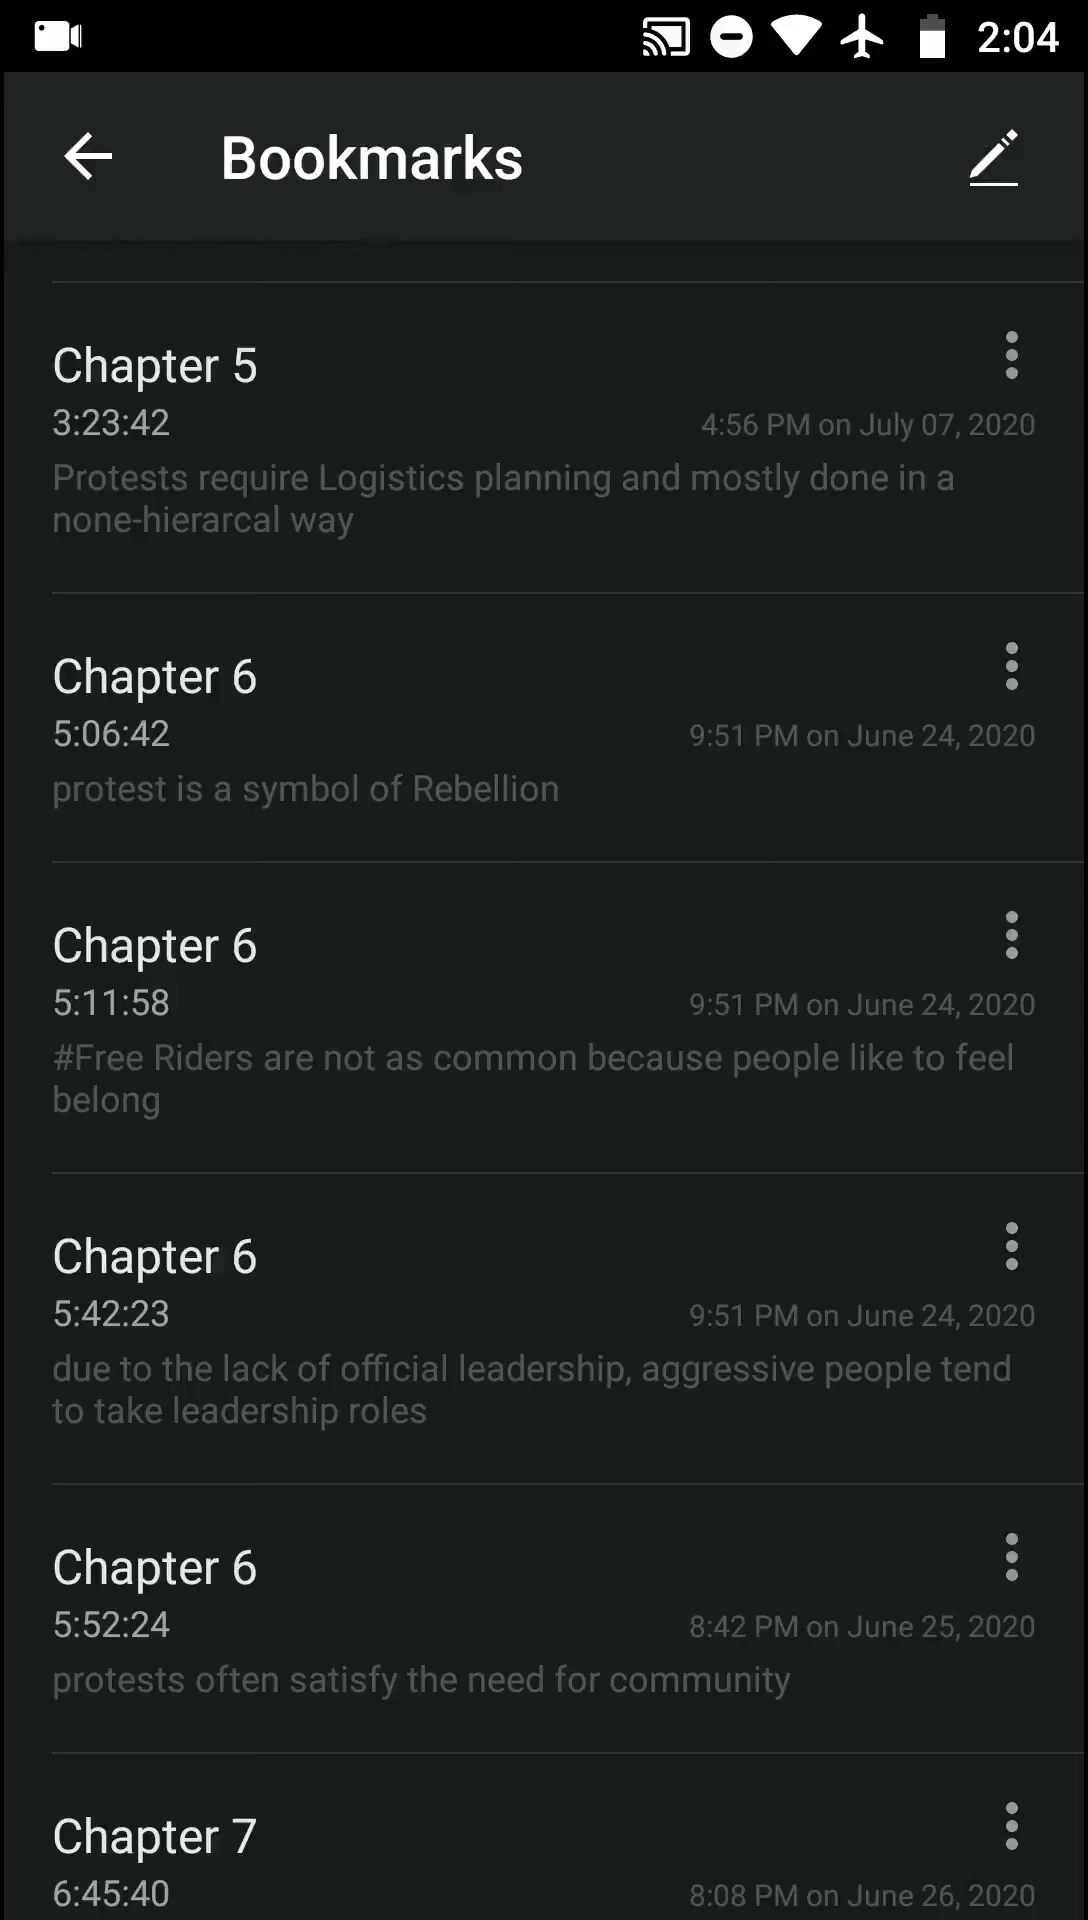 2:04
Bookmarks
Chapter 5
3:23:42
4:56 PM on July 07, 2020
Protests require Logistics planning and mostly done in a
none-hierarcal way
Chapter 6
5:06:42
9:51 PM on June 24, 2020
protest is a symbol of Rebellion
Chapter 6
5:11:58
9:51 PM on June 24, 2020
#Free Riders are not as common because people like to feel
belong
Chapter 6
5:42:23
9:51 PM on June 24, 2020
due to the lack of official leadership, aggressive people tend
to take leadership roles
Chapter 6
5:52:24
8:42 PM on June 25, 2020
protests often satisfy the need for community
Chapter 7
6:45:40
8:08 PM on June 26, 2020